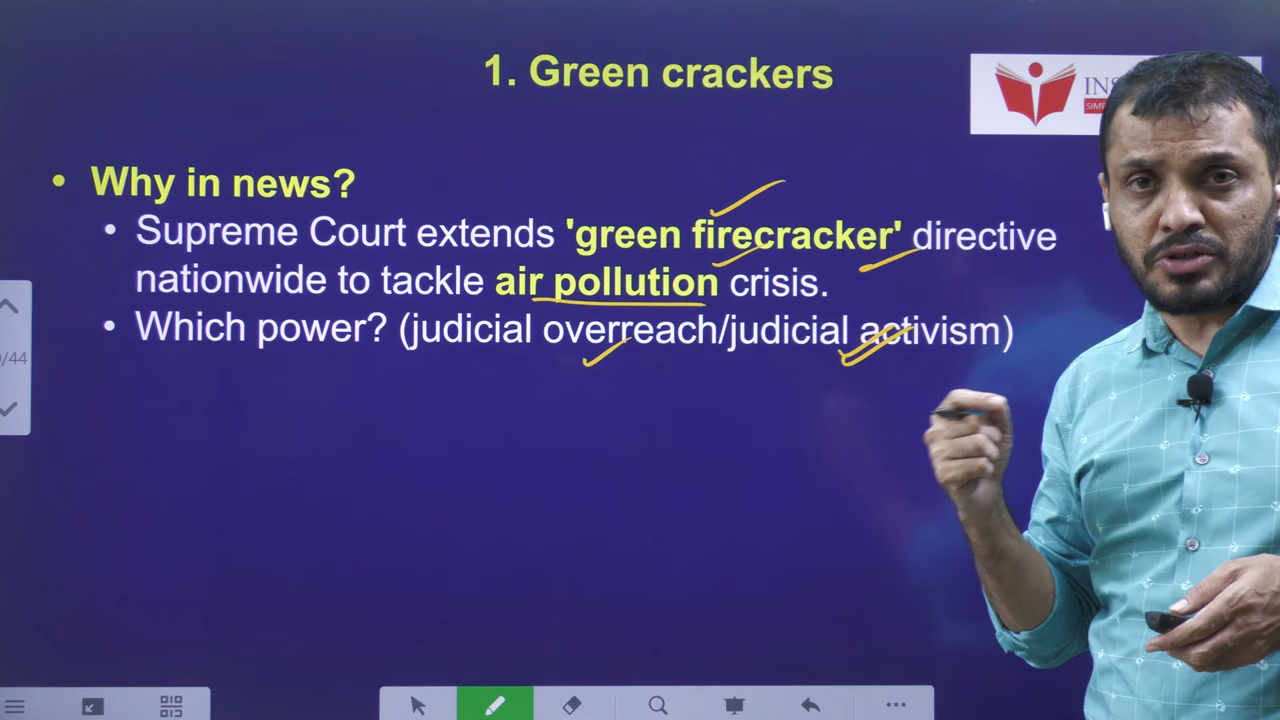 1. Green crackers
• Why in news?
• Supreme Court extends 'green firecracker' directive
nationwide to tackle air pollution crisis.
• Which power? (judicial overreach/judicial activism)
/44